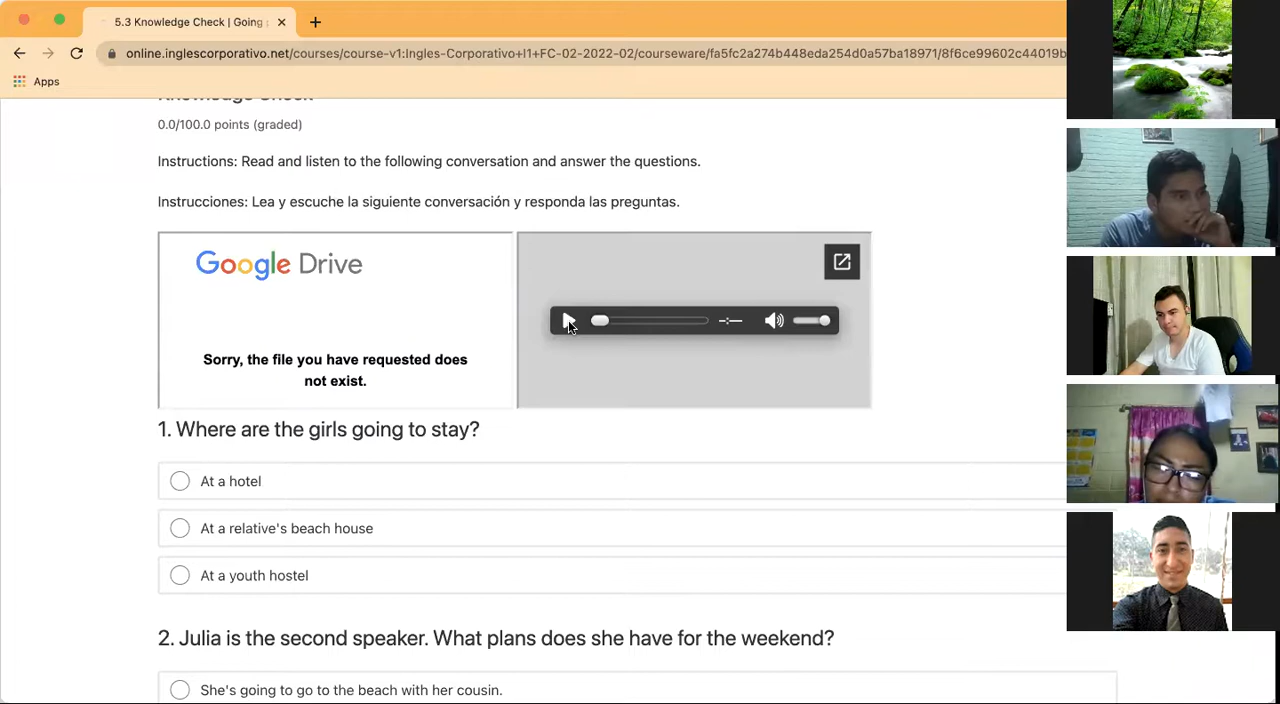 5.3 Knowledge Check | Going
online.inglescorporativo.net/courses/course-v1:Ingles-Corporativo+I1+FC-02-2022-02/courseware/fa5fc2a274b448eda254d0a57ba18971/8f6ce99602c44019b
Apps
Knowledge Check
0.0/100.0 points (graded)
Instructions: Read and listen to the following conversation and answer the questions.
Instrucciones: Lea y escuche la siguiente conversación y responda las preguntas.
Google Drive
Sorry, the file you have requested does
not exist.
1. Where are the girls going to stay?
At a hotel
At a relative's beach house
At a youth hostel
2. Julia is the second speaker. What plans does she have for the weekend?
She's going to go to the beach with her cousin.